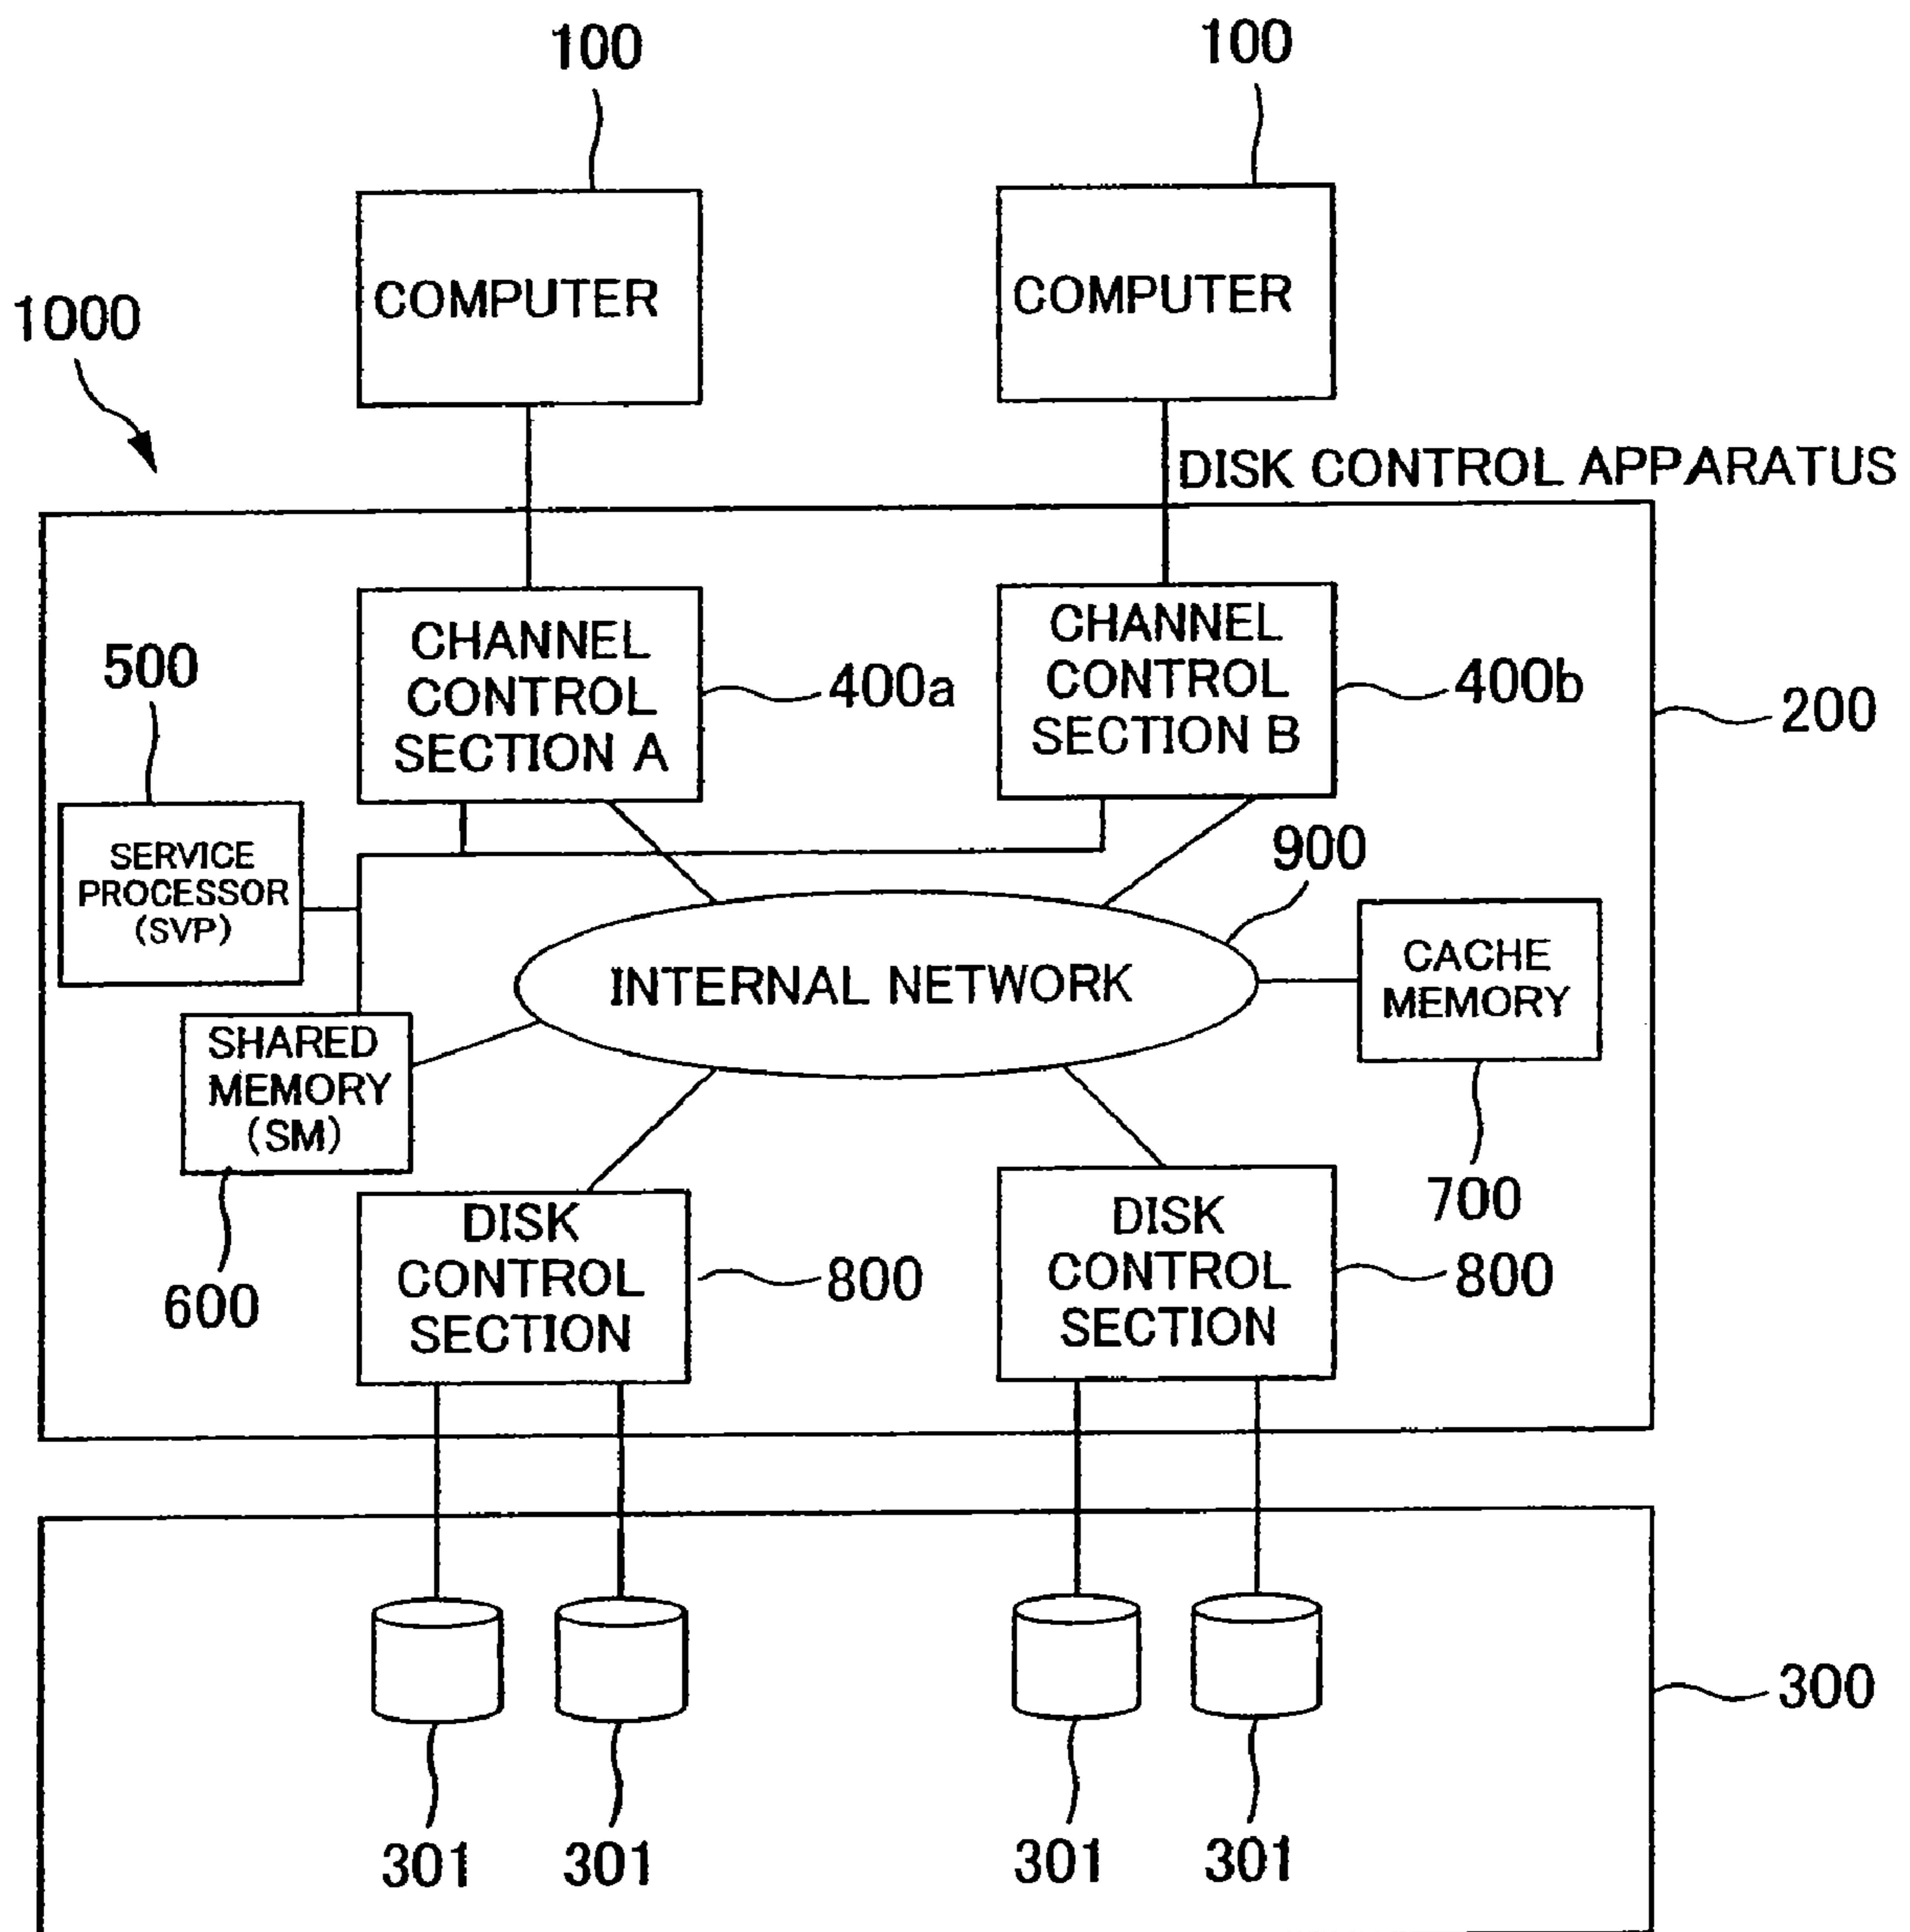 100
100
COMPUTER
COMPUTER
1000
DISK CONTROL APPARATUS
CHANNEL
CONTROL
SECTION A
400a
CHANNEL
CONTROL
SECTION B
400b
200
500
SERVICE
PROCESSOR
(SVP)
900
INTERNAL NETWORK
CACHE
MEMORY
700
SHARED
MEMORY
(SM)
600
DISK
CONTROL
SECTION
800
DISK
CONTROL
SECTION
800
300
301
301
301
301